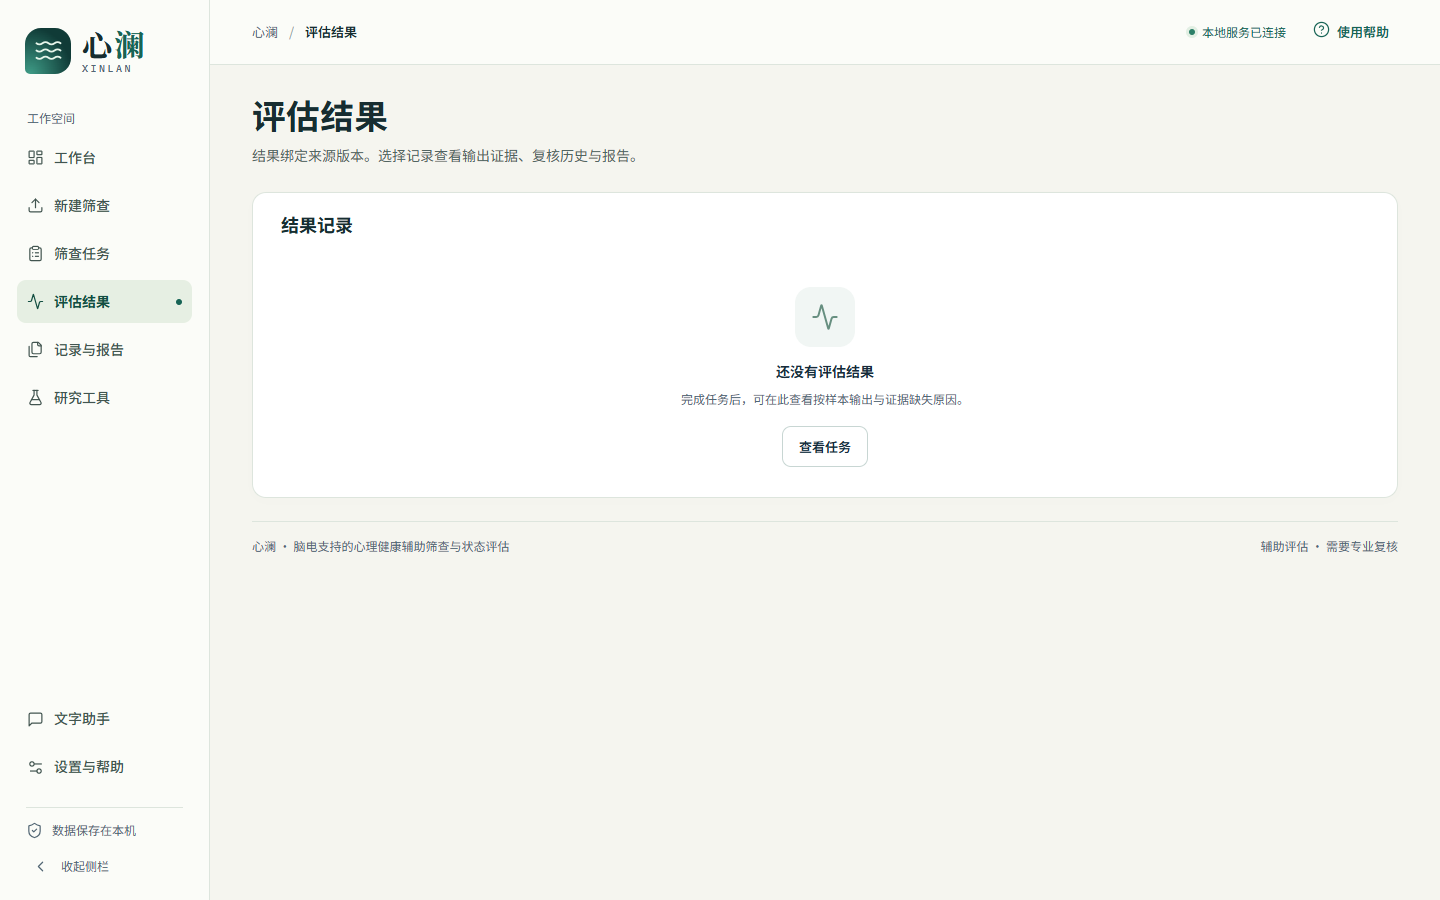 心澜
XINLAN
工作空间
工作台
新建筛查
筛查任务
评估结果
记录与报告
研究工具
文字助手
设置与帮助
数据保存在本机
收起侧栏
心澜 / 评估结果
本地服务已连接
使用帮助
评估结果
结果绑定来源版本。选择记录查看输出证据、复核历史与报告。
结果记录
还没有评估结果
完成任务后，可在此查看按样本输出与证据缺失原因。
查看任务
心澜 • 脑电支持的心理健康辅助筛查与状态评估
辅助评估 • 需要专业复核